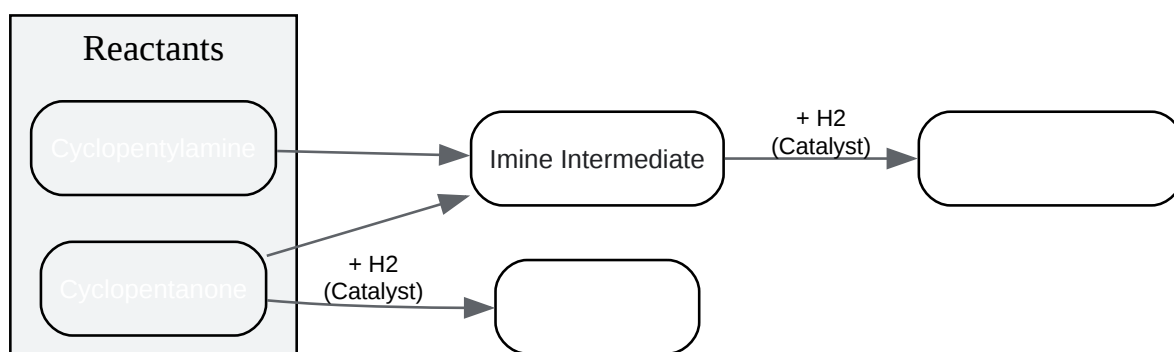 Reactants
Cyclopentylamine
Imine Intermediate
+ H2
(Catalyst)
Cyclopentanone
+ H2
(Catalyst)